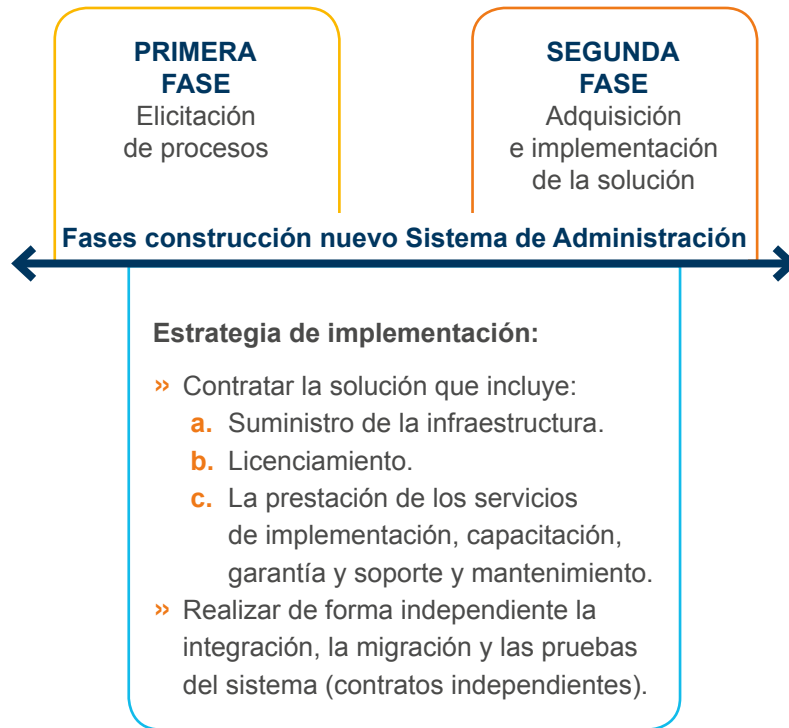 PRIMERA
FASE
Elicitación
de procesos
SEGUNDA
FASE
Adquisición
e implementación
de la solución
Fases construcción nuevo Sistema de Administración
Estrategia de implementación:
» Contratar la solución que incluye:
a. Suministro de la infraestructura.
b. Licenciamiento.
c. La prestación de los servicios
de implementación, capacitación,
garantía y soporte y mantenimiento.
» Realizar de forma independiente la
integración, la migración y las pruebas
del sistema (contratos independientes).